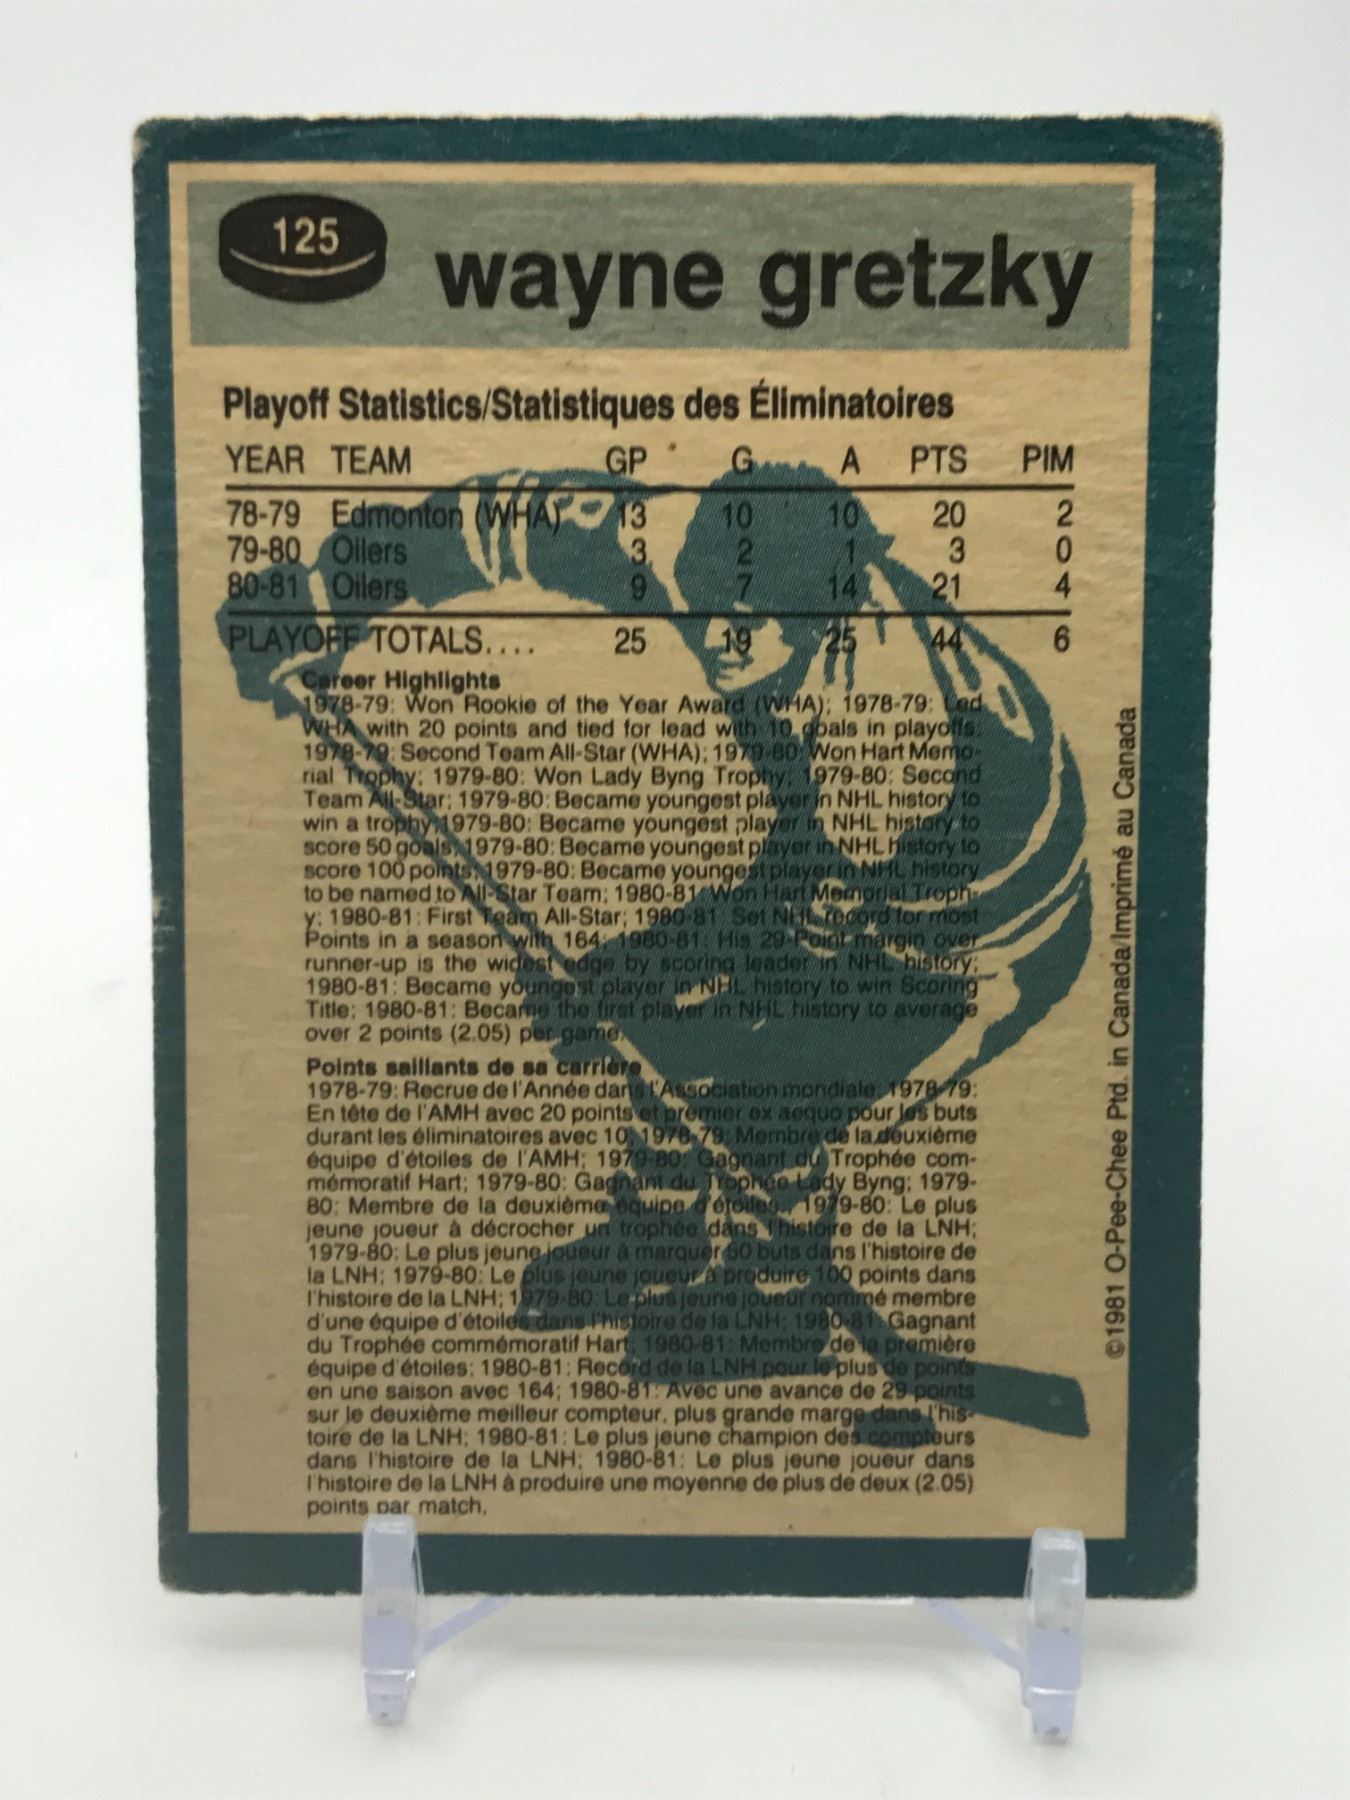 125
wayne gretzky
Playoff Statistics/Statistiques des Éliminatoires
YEAR TEAM GP G A PTS PIM
78-79 Edmonton (WHA) 13 10 10 20 2
79-80 Oilers 3 2 1 3 0
80-81 Oilers 9 7 14 21 4
PLAYOFF TOTALS.... 25 19 25 44 6
Career Highlights
1978-79: Won Rookie of the Year Award (WHA); 1978-79: Led
WHA with 20 points and tied for lead with 10 goals in playoffs;
1978-79: Second Team All-Star (WHA); 1979-80: Won Hart Memo-
rial Trophy; 1979-80: Won Lady Byng Trophy; 1979-80: Second
Team All-Star; 1979-80: Became youngest player in NHL history to
win a trophy; 1979-80: Became youngest player in NHL history to
score 50 goals; 1979-80: Became youngest player in NHL history to
score 100 points; 1979-80: Became youngest player in NHL history
to be named to All-Star Team; 1980-81: Won Hart Memorial Troph-
y; 1980-81: First Team All-Star; 1980-81: Set NHL record for most
Points in a season with 164; 1980-81: His 29-Point margin over
runner-up is the widest edge by scoring leader in NHL history;
1980-81: Became youngest player in NHL history to win Scoring
Title; 1980-81: Became the first player in NHL history to average
over 2 points (2.05) per game.
Points saillants de sa carrière
1978-79: Recrue de l'Année dans l'Association mondiale; 1978-79:
En tête de l'AMH avec 20 points et premier ex aequo pour les buts
durant les éliminatoires avec 10; 1978-79: Membre de la deuxième
équipe d'étoiles de l'AMH; 1979-80: Gagnant du Trophée com-
mémoratif Hart; 1979-80: Gagnant du Trophée Lady Byng; 1979-
80: Membre de la deuxième équipe d'étoiles; 1979-80: Le plus
jeune joueur à décrocher un trophée dans l'histoire de la LNH;
1979-80: Le plus jeune joueur à marquer 50 buts dans l'histoire de
la LNH; 1979-80: Le plus jeune joueur à produire 100 points dans
l'histoire de la LNH; 1979-80: Le plus jeune joueur nommé membre
d'une équipe d'étoiles dans l'histoire de la LNH; 1980-81: Gagnant
du Trophée commémoratif Hart; 1980-81: Membre de la première
équipe d'étoiles; 1980-81: Record de la LNH pour le plus de points
en une saison avec 164; 1980-81: Avec une avance de 29 points
sur le deuxième meilleur compteur, plus grande marge dans l'his-
toire de la LNH; 1980-81: Le plus jeune champion des compteurs
dans l'histoire de la LNH; 1980-81: Le plus jeune joueur dans
l'histoire de la LNH à produire une moyenne de plus de deux (2.05)
points par match.
©1981 O-Pee-Chee Ptd. in Canada/Imprimé au Canada